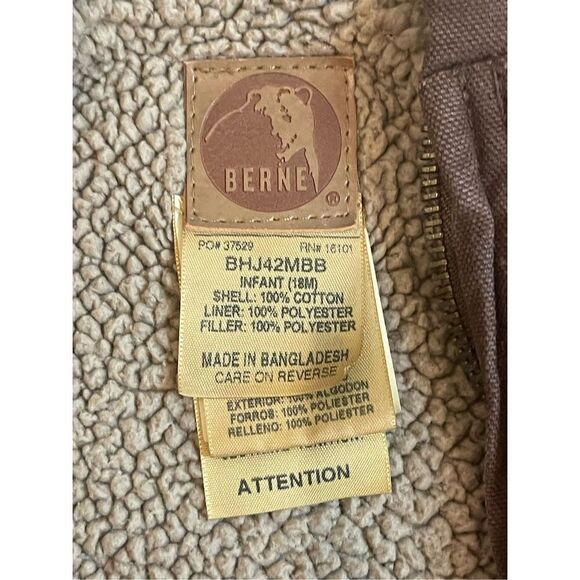 BERNE
®
PO# 37529 RN# 16101
BHJ42MBB
INFANT (18M)
SHELL: 100% COTTON
LINER: 100% POLYESTER
FILLER: 100% POLYESTER
MADE IN BANGLADESH
CARE ON REVERSE
EXTERIOR: 100% ALGODON
FORROS: 100% POLIESTER
RELLENO: 100% POLIESTER
ATTENTION